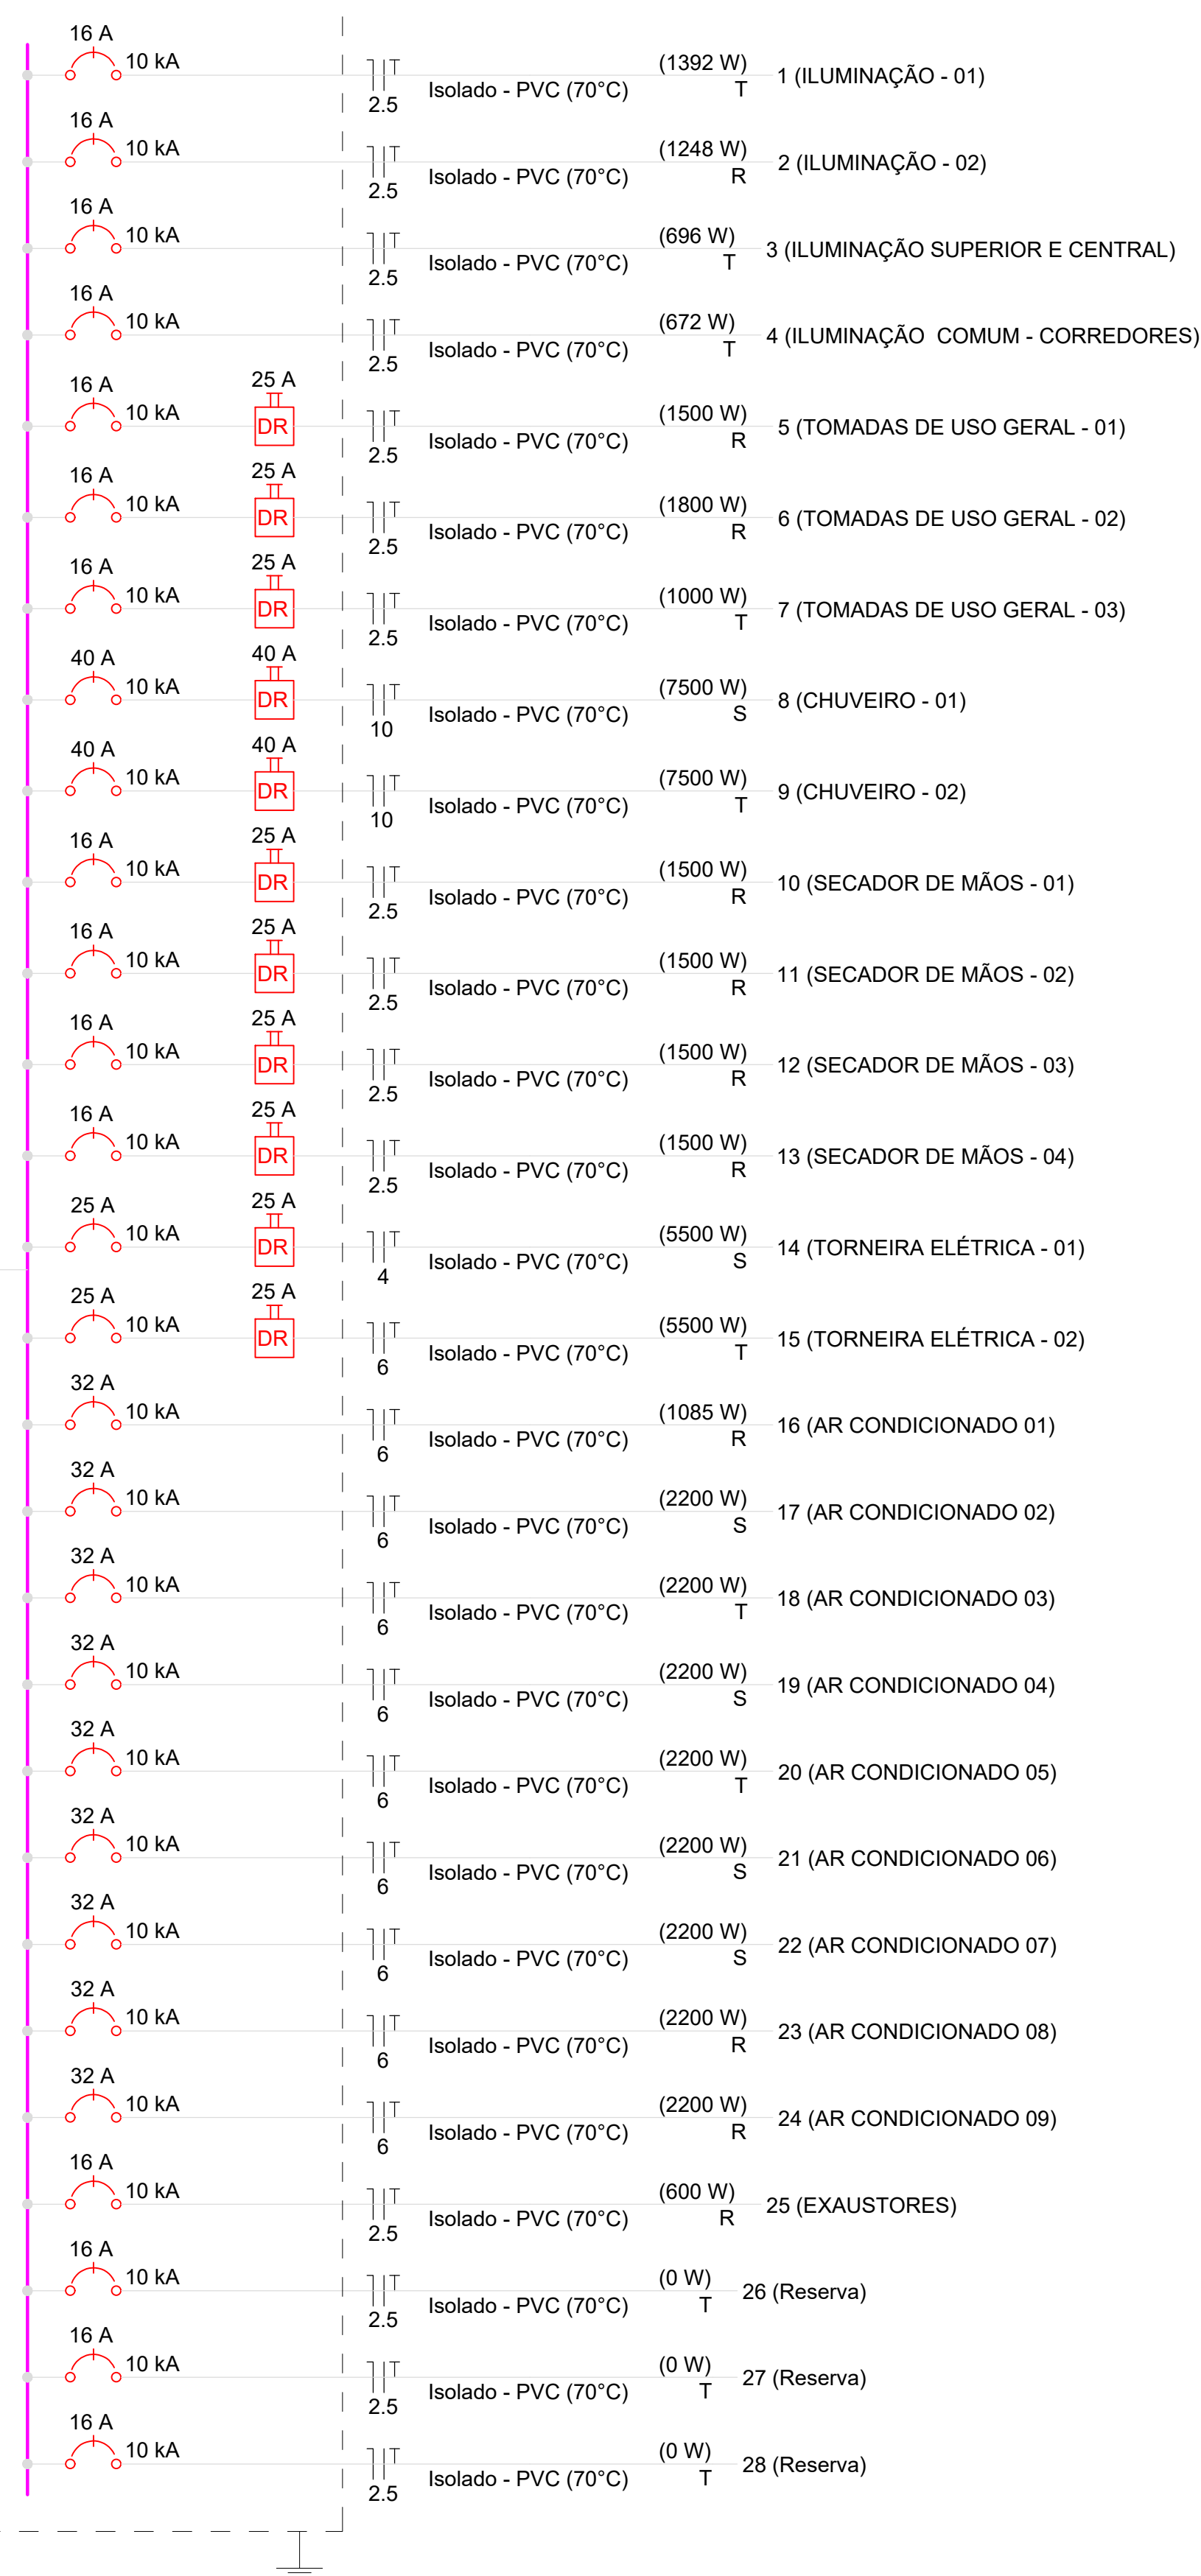 16 A
10 kA
2.5
Isolado - PVC (70°C)
(1392 W)
T
1 (ILUMINAÇÃO - 01)
16 A
10 kA
2.5
Isolado - PVC (70°C)
(1248 W)
R
2 (ILUMINAÇÃO - 02)
16 A
10 kA
2.5
Isolado - PVC (70°C)
(696 W)
T
3 (ILUMINAÇÃO SUPERIOR E CENTRAL)
16 A
10 kA
2.5
Isolado - PVC (70°C)
(672 W)
T
4 (ILUMINAÇÃO  COMUM - CORREDORES)
16 A
10 kA
25 A
DR
2.5
Isolado - PVC (70°C)
(1500 W)
R
5 (TOMADAS DE USO GERAL - 01)
16 A
10 kA
25 A
DR
2.5
Isolado - PVC (70°C)
(1800 W)
R
6 (TOMADAS DE USO GERAL - 02)
16 A
10 kA
25 A
DR
2.5
Isolado - PVC (70°C)
(1000 W)
T
7 (TOMADAS DE USO GERAL - 03)
40 A
10 kA
40 A
DR
10
Isolado - PVC (70°C)
(7500 W)
S
8 (CHUVEIRO - 01)
40 A
10 kA
40 A
DR
10
Isolado - PVC (70°C)
(7500 W)
T
9 (CHUVEIRO - 02)
16 A
10 kA
25 A
DR
2.5
Isolado - PVC (70°C)
(1500 W)
R
10 (SECADOR DE MÃOS - 01)
16 A
10 kA
25 A
DR
2.5
Isolado - PVC (70°C)
(1500 W)
R
11 (SECADOR DE MÃOS - 02)
16 A
10 kA
25 A
DR
2.5
Isolado - PVC (70°C)
(1500 W)
R
12 (SECADOR DE MÃOS - 03)
16 A
10 kA
25 A
DR
2.5
Isolado - PVC (70°C)
(1500 W)
R
13 (SECADOR DE MÃOS - 04)
25 A
10 kA
25 A
DR
4
Isolado - PVC (70°C)
(5500 W)
S
14 (TORNEIRA ELÉTRICA - 01)
25 A
10 kA
25 A
DR
6
Isolado - PVC (70°C)
(5500 W)
T
15 (TORNEIRA ELÉTRICA - 02)
32 A
10 kA
6
Isolado - PVC (70°C)
(1085 W)
R
16 (AR CONDICIONADO 01)
32 A
10 kA
6
Isolado - PVC (70°C)
(2200 W)
S
17 (AR CONDICIONADO 02)
32 A
10 kA
6
Isolado - PVC (70°C)
(2200 W)
T
18 (AR CONDICIONADO 03)
32 A
10 kA
6
Isolado - PVC (70°C)
(2200 W)
S
19 (AR CONDICIONADO 04)
32 A
10 kA
6
Isolado - PVC (70°C)
(2200 W)
T
20 (AR CONDICIONADO 05)
32 A
10 kA
6
Isolado - PVC (70°C)
(2200 W)
S
21 (AR CONDICIONADO 06)
32 A
10 kA
6
Isolado - PVC (70°C)
(2200 W)
S
22 (AR CONDICIONADO 07)
32 A
10 kA
6
Isolado - PVC (70°C)
(2200 W)
R
23 (AR CONDICIONADO 08)
32 A
10 kA
6
Isolado - PVC (70°C)
(2200 W)
R
24 (AR CONDICIONADO 09)
16 A
10 kA
2.5
Isolado - PVC (70°C)
(600 W)
R
25 (EXAUSTORES)
16 A
10 kA
2.5
Isolado - PVC (70°C)
(0 W)
T
26 (Reserva)
16 A
10 kA
2.5
Isolado - PVC (70°C)
(0 W)
T
27 (Reserva)
16 A
10 kA
2.5
Isolado - PVC (70°C)
(0 W)
T
28 (Reserva)